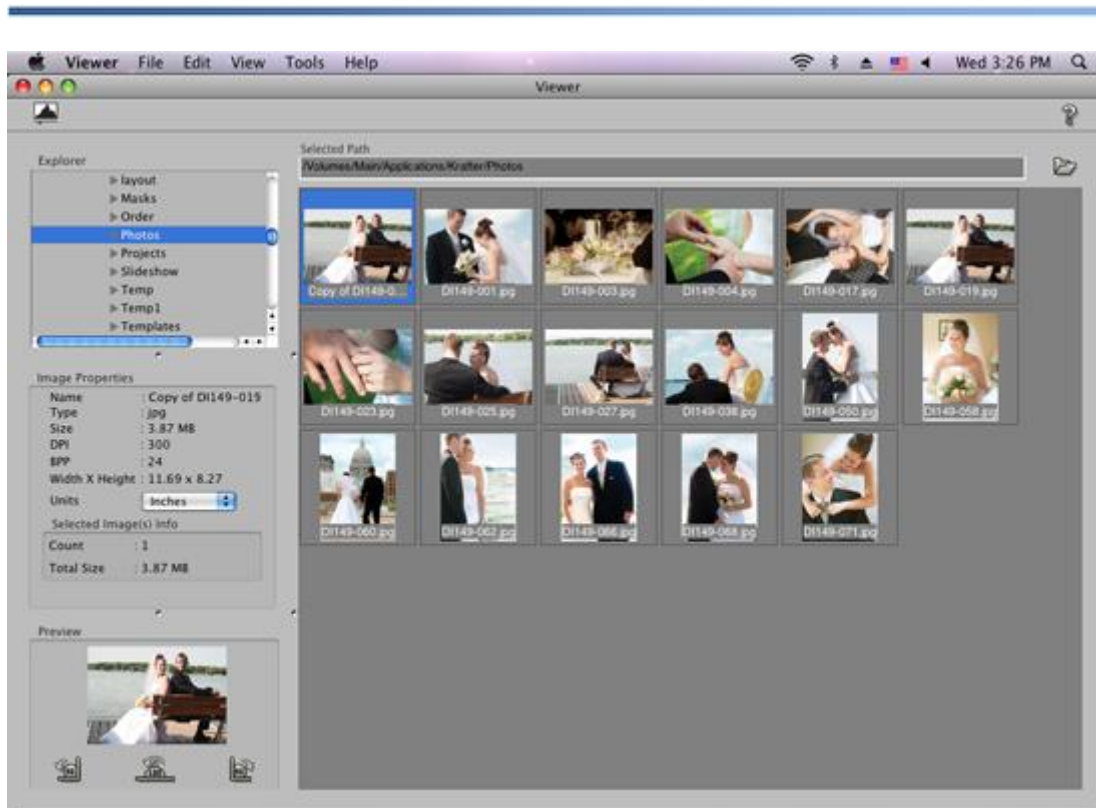 Viewer File Edit View Tools Help
Wed 3:26 PM
Viewer
Explorer
layout
Masks
Order
Photos
Projects
Slideshow
Temp
Temp1
Templates
Selected Path
/Volumes/Main/Applications/Krafter/Photos
Copy of DI149-0...
DI149-001.jpg
DI149-003.jpg
DI149-004.jpg
DI149-017.jpg
DI149-019.jpg
DI149-023.jpg
DI149-025.jpg
DI149-027.jpg
DI149-038.jpg
DI149-050.jpg
DI149-058.jpg
DI149-060.jpg
DI149-062.jpg
DI149-066.jpg
DI149-068.jpg
DI149-071.jpg
Image Properties
Name : Copy of DI149-019
Type : jpg
Size : 3.87 MB
DPI : 300
BPP : 24
Width X Height : 11.69 x 8.27
Units Inches
Selected Image(s) Info
Count : 1
Total Size : 3.87 MB
Preview